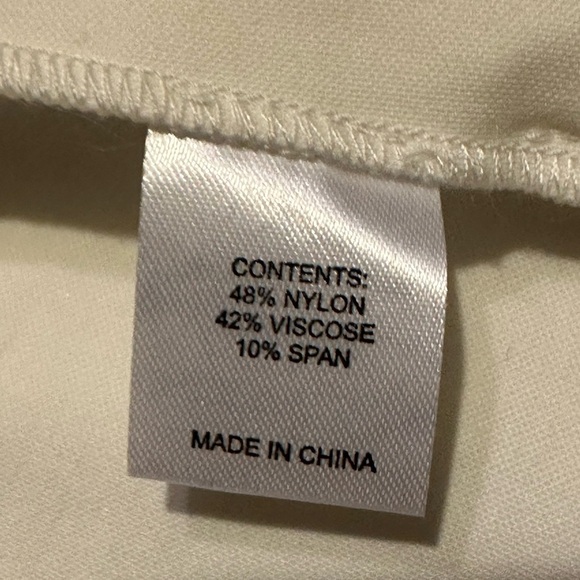 CONTENTS:
48% NYLON
42% VISCOSE
10% SPAN
MADE IN CHINA